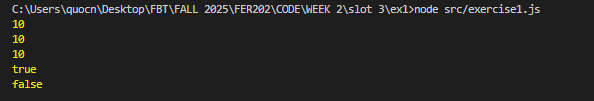 C:\Users\quocn\Desktop\FBT\FALL 2025\FER202\CODE\WEEK 2\slot 3\ex1>node src/exercise1.js
10
10
10
true
false